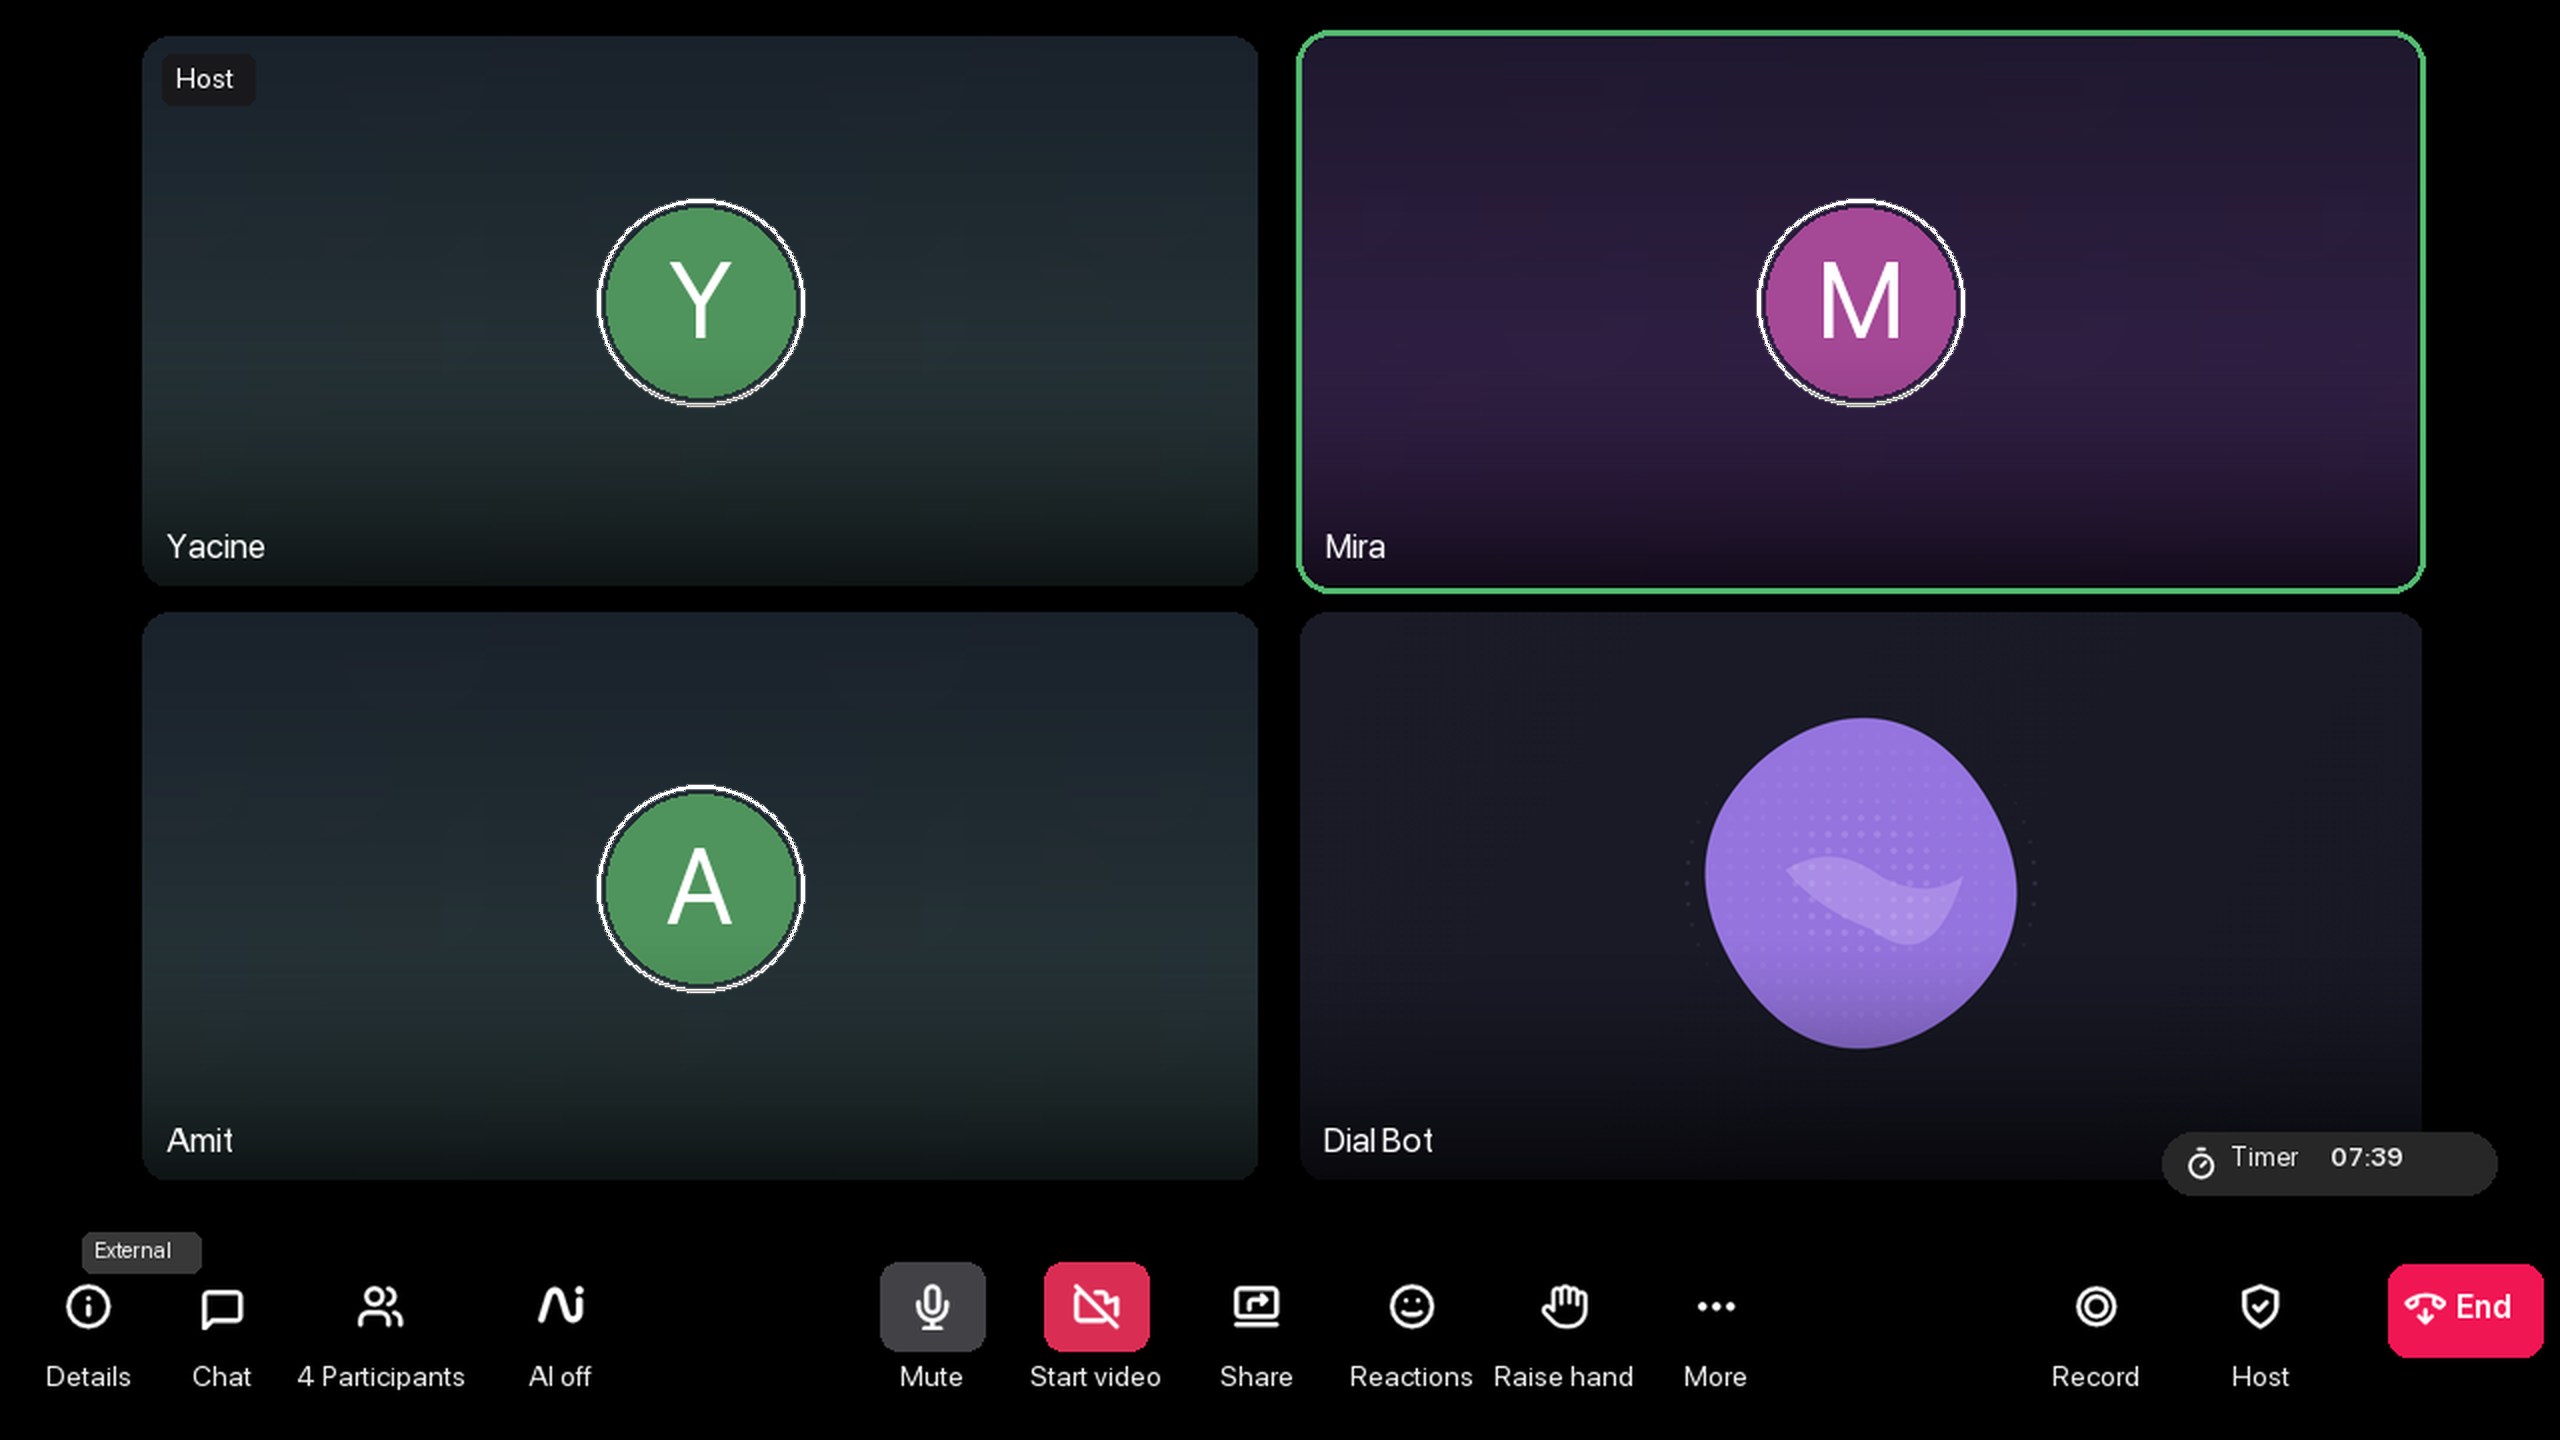 Host
Y
Yacine
M
Mira
A
Amit
Dial Bot
Timer 07:39
External
Details
Chat
4 Participants
AI off
Mute
Start video
Share
Reactions
Raise hand
More
Record
Host
End